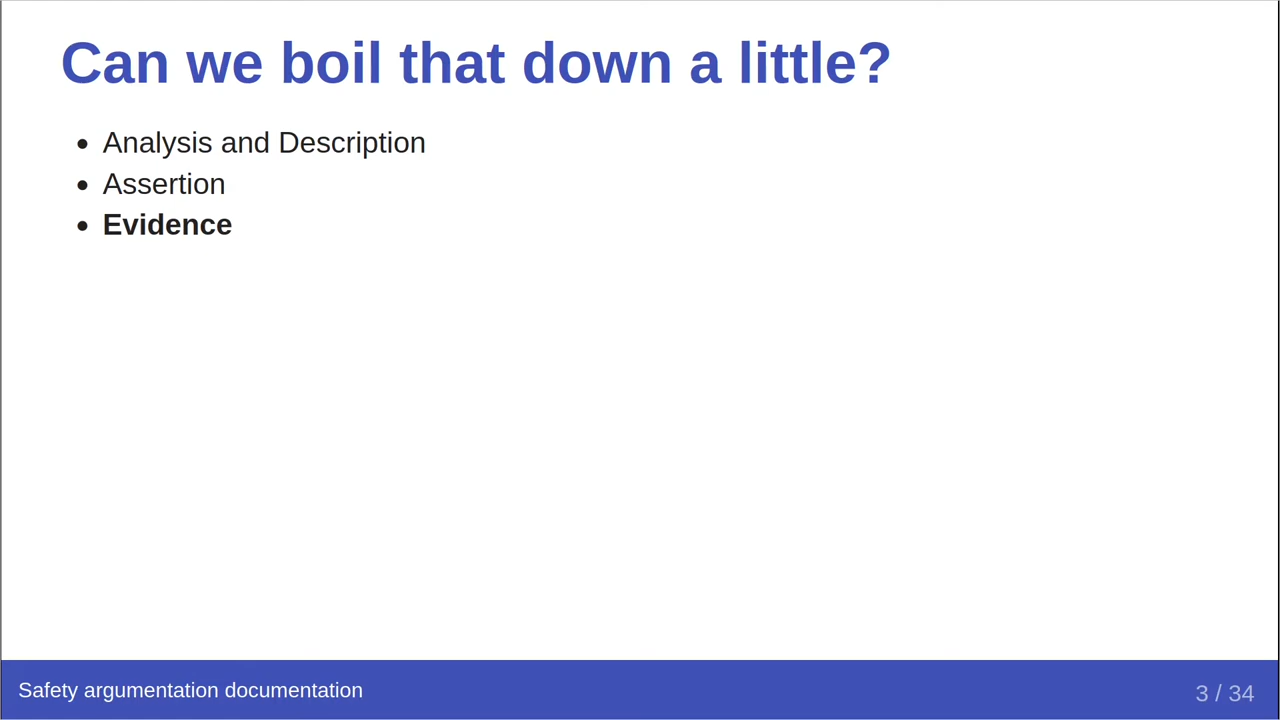 Can we boil that down a little?
Analysis and Description
Assertion
Evidence
Safety argumentation documentation
3 / 34